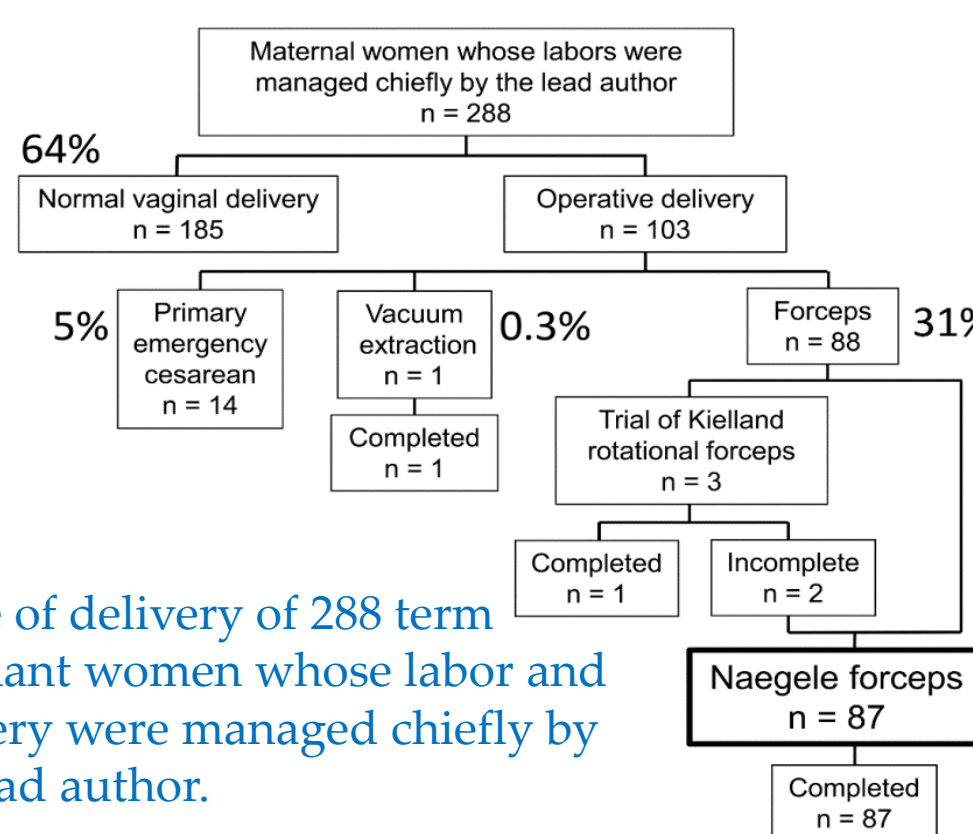 Maternal women whose labors were
managed chiefly by the lead author
n = 288
64%
Normal vaginal delivery
n = 185
Operative delivery
n = 103
5%
Primary
emergency
cesarean
n = 14
Vacuum
extraction
n = 1
0.3%
Forceps
n = 88
31%
Completed
n = 1
Trial of Kielland
rotational forceps
n = 3
Completed
n = 1
Incomplete
n = 2
of delivery of 288 term
women whose labor and
were managed chiefly by
author.
Naegele forceps
n = 87
Completed
n = 87